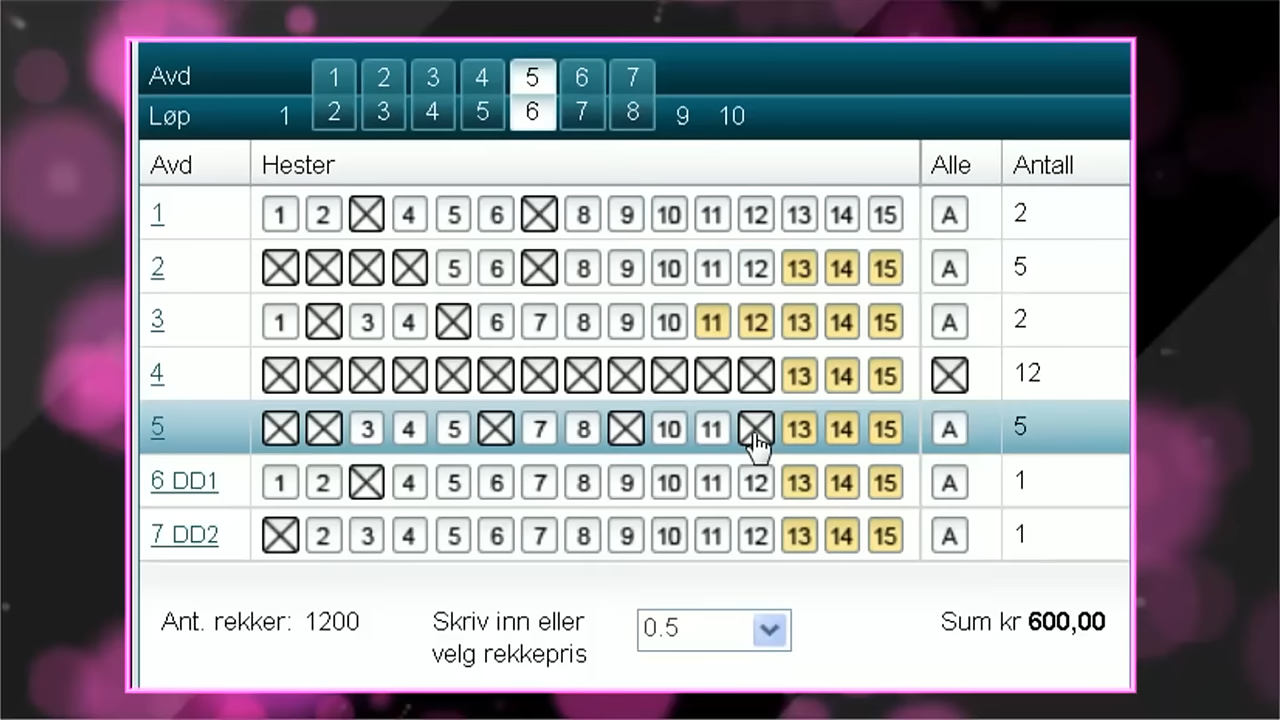 Avd 1 2 3 4 5 6 7
Løp 1 2 3 4 5 6 7 8 9 10
Avd Hester Alle Antall
1 1 2 4 5 6 8 9 10 11 12 13 14 15 A 2
2 5 6 8 9 10 11 12 13 14 15 A 5
3 1 3 4 6 7 8 9 10 11 12 13 14 15 A 2
4 13 14 15 12
5 3 4 5 7 8 10 11 13 14 15 A 5
6 DD1 1 2 4 5 6 7 8 9 10 11 12 13 14 15 A 1
7 DD2 2 3 4 5 6 7 8 9 10 11 12 13 14 15 A 1
Ant. rekker: 1200 Skriv inn eller 0.5 Sum kr 600,00
velg rekkepris